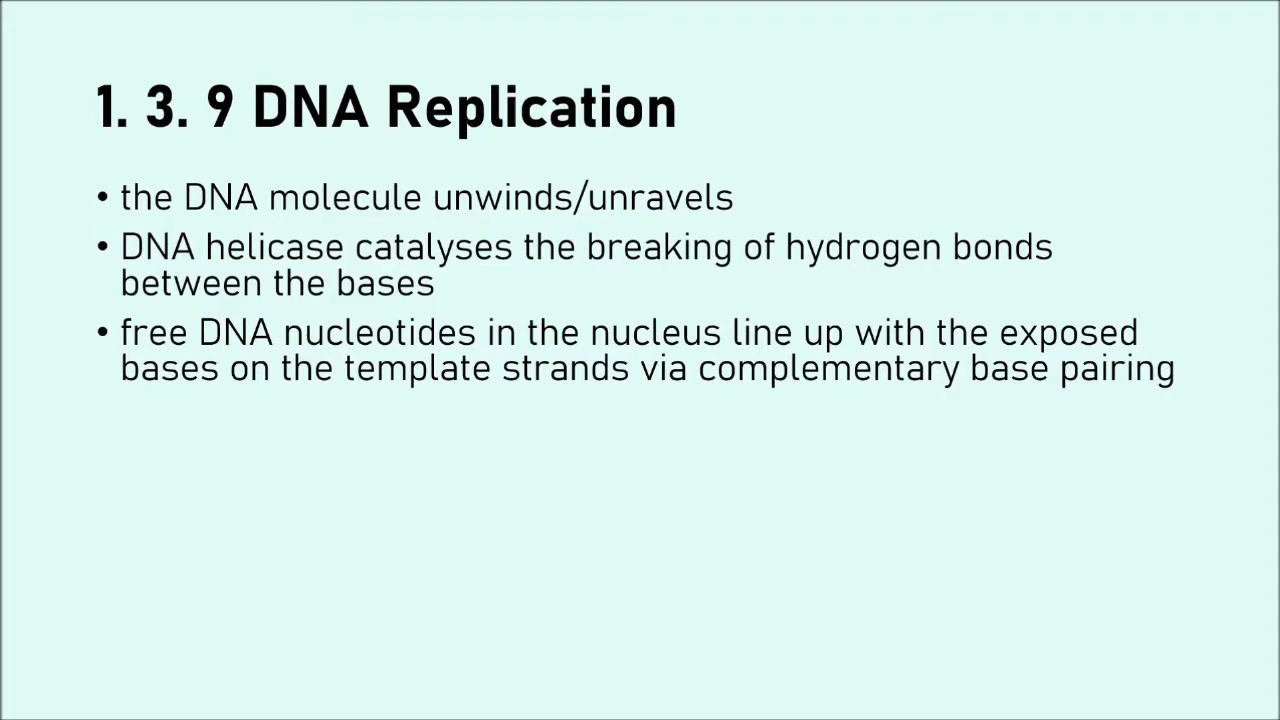 1. 3. 9 DNA Replication
• the DNA molecule unwinds/unravels
• DNA helicase catalyses the breaking of hydrogen bonds
between the bases
• free DNA nucleotides in the nucleus line up with the exposed
bases on the template strands via complementary base pairing